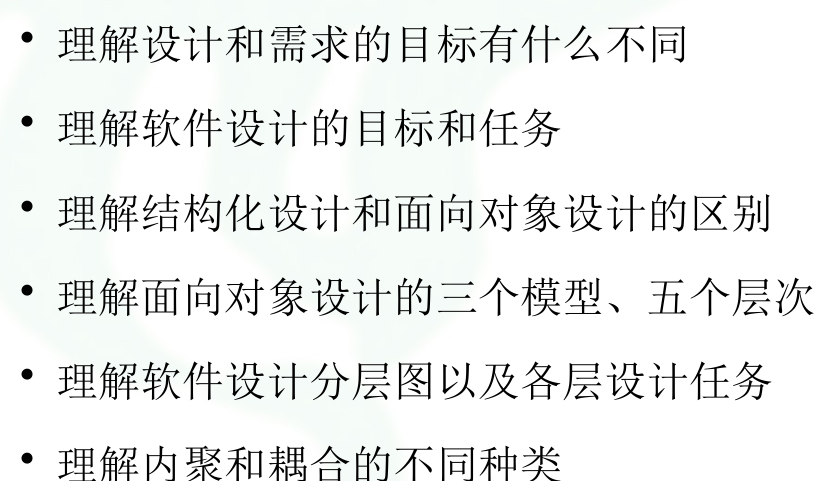 • 理解设计和需求的目标有什么不同
• 理解软件设计的目标和任务
• 理解结构化设计和面向对象设计的区别
• 理解面向对象设计的三个模型、五个层次
• 理解软件设计分层图以及各层设计任务
• 理解内聚和耦合的不同种类